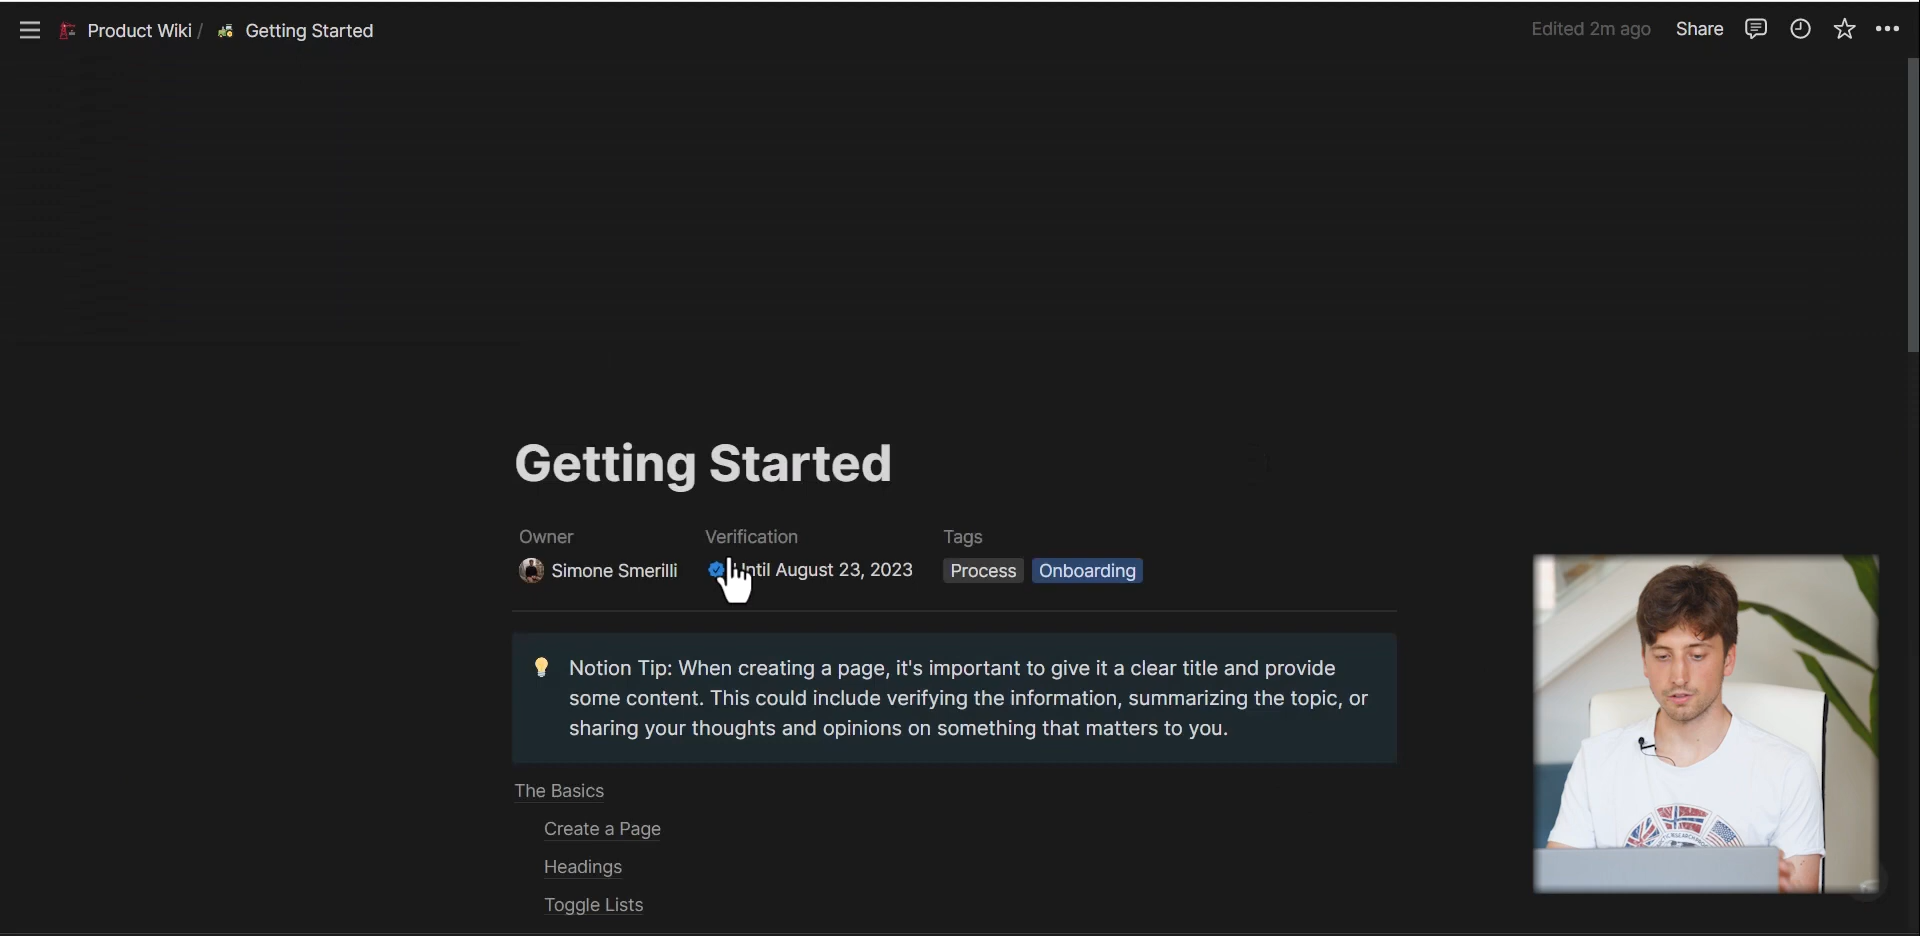 Product Wiki / Getting Started
Edited 2m ago Share
Getting Started
Owner Verification Tags
Simone Smerilli until August 23, 2023 Process Onboarding
Notion Tip: When creating a page, it's important to give it a clear title and provide
some content. This could include verifying the information, summarizing the topic, or
sharing your thoughts and opinions on something that matters to you.
The Basics
Create a Page
Headings
Toggle Lists